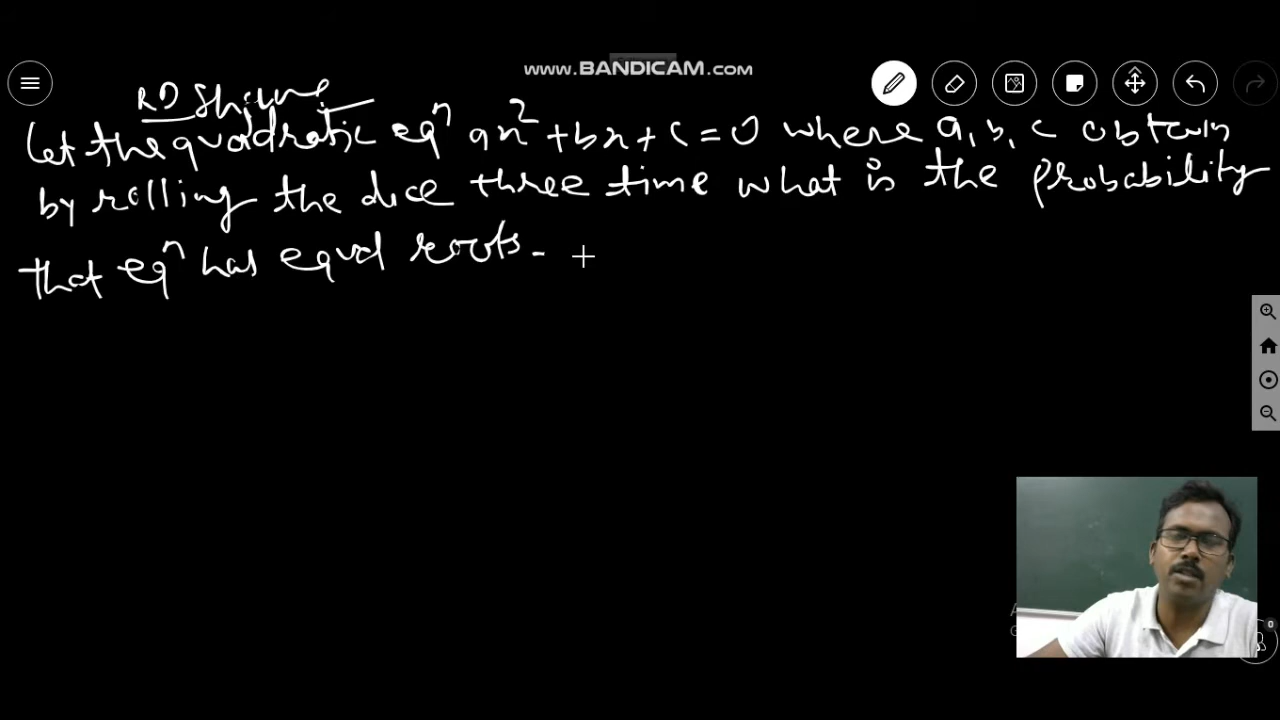 www.BANDICAM.com
RD Sharma
Let the quadratic eqⁿ ax² + bx + c = 0 where a, b, c obtain
by rolling the dice three time what is the probability
that eqⁿ has equal roots -